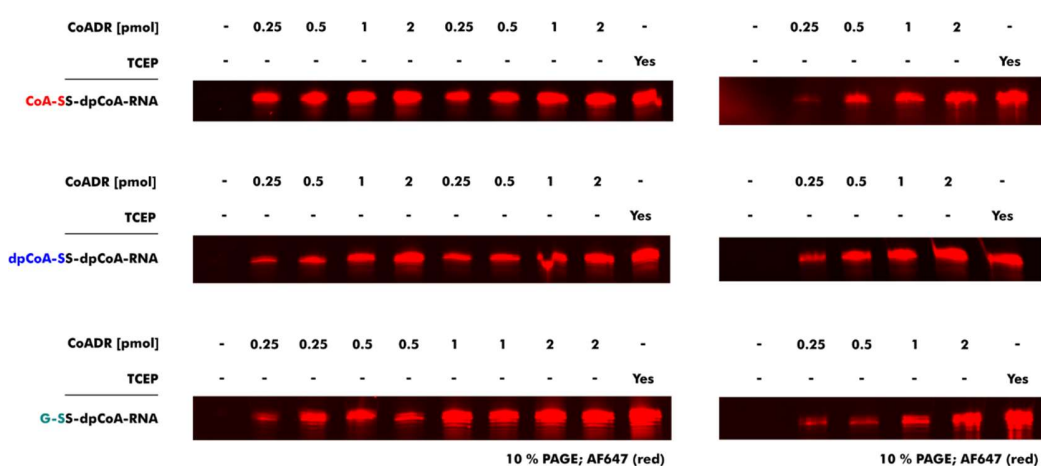 CoADR [pmol] - 0.25 0.5 1 2 0.25 0.5 1 2 - - 0.25 0.5 1 2 -
TCEP - - - - - - - - - Yes - - - - - Yes
CoA-SS-dpCoA-RNA
CoADR [pmol] - 0.25 0.5 1 2 0.25 0.5 1 2 - - 0.25 0.5 1 2 -
TCEP - - - - - - - - - Yes - - - - - Yes
dpCoA-SS-dpCoA-RNA
CoADR [pmol] - 0.25 0.25 0.5 0.5 1 1 2 2 - - 0.25 0.5 1 2 -
TCEP - - - - - - - - - Yes - - - - - Yes
G-SS-dpCoA-RNA
10 % PAGE; AF647 (red) 10 % PAGE; AF647 (red)